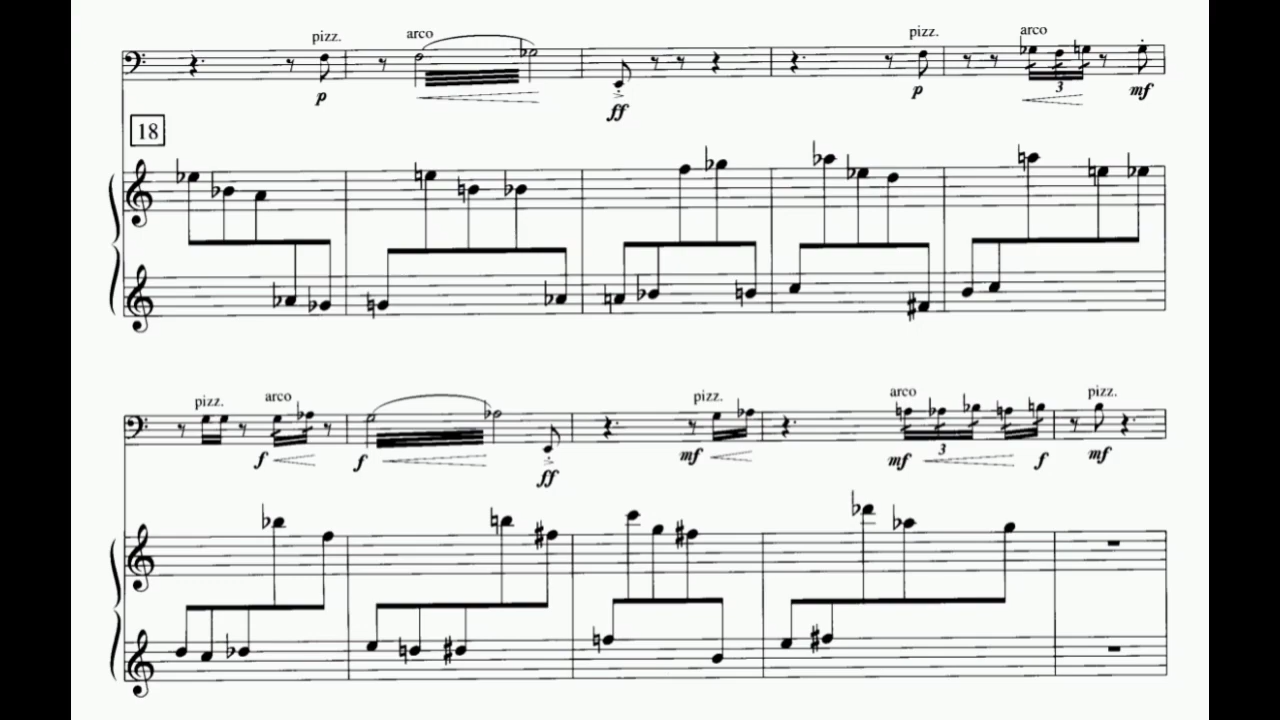 pizz. arco pizz. arco
p ff p 3 mf
18
pizz. arco pizz. arco pizz.
f f ff mf mf 3 f mf